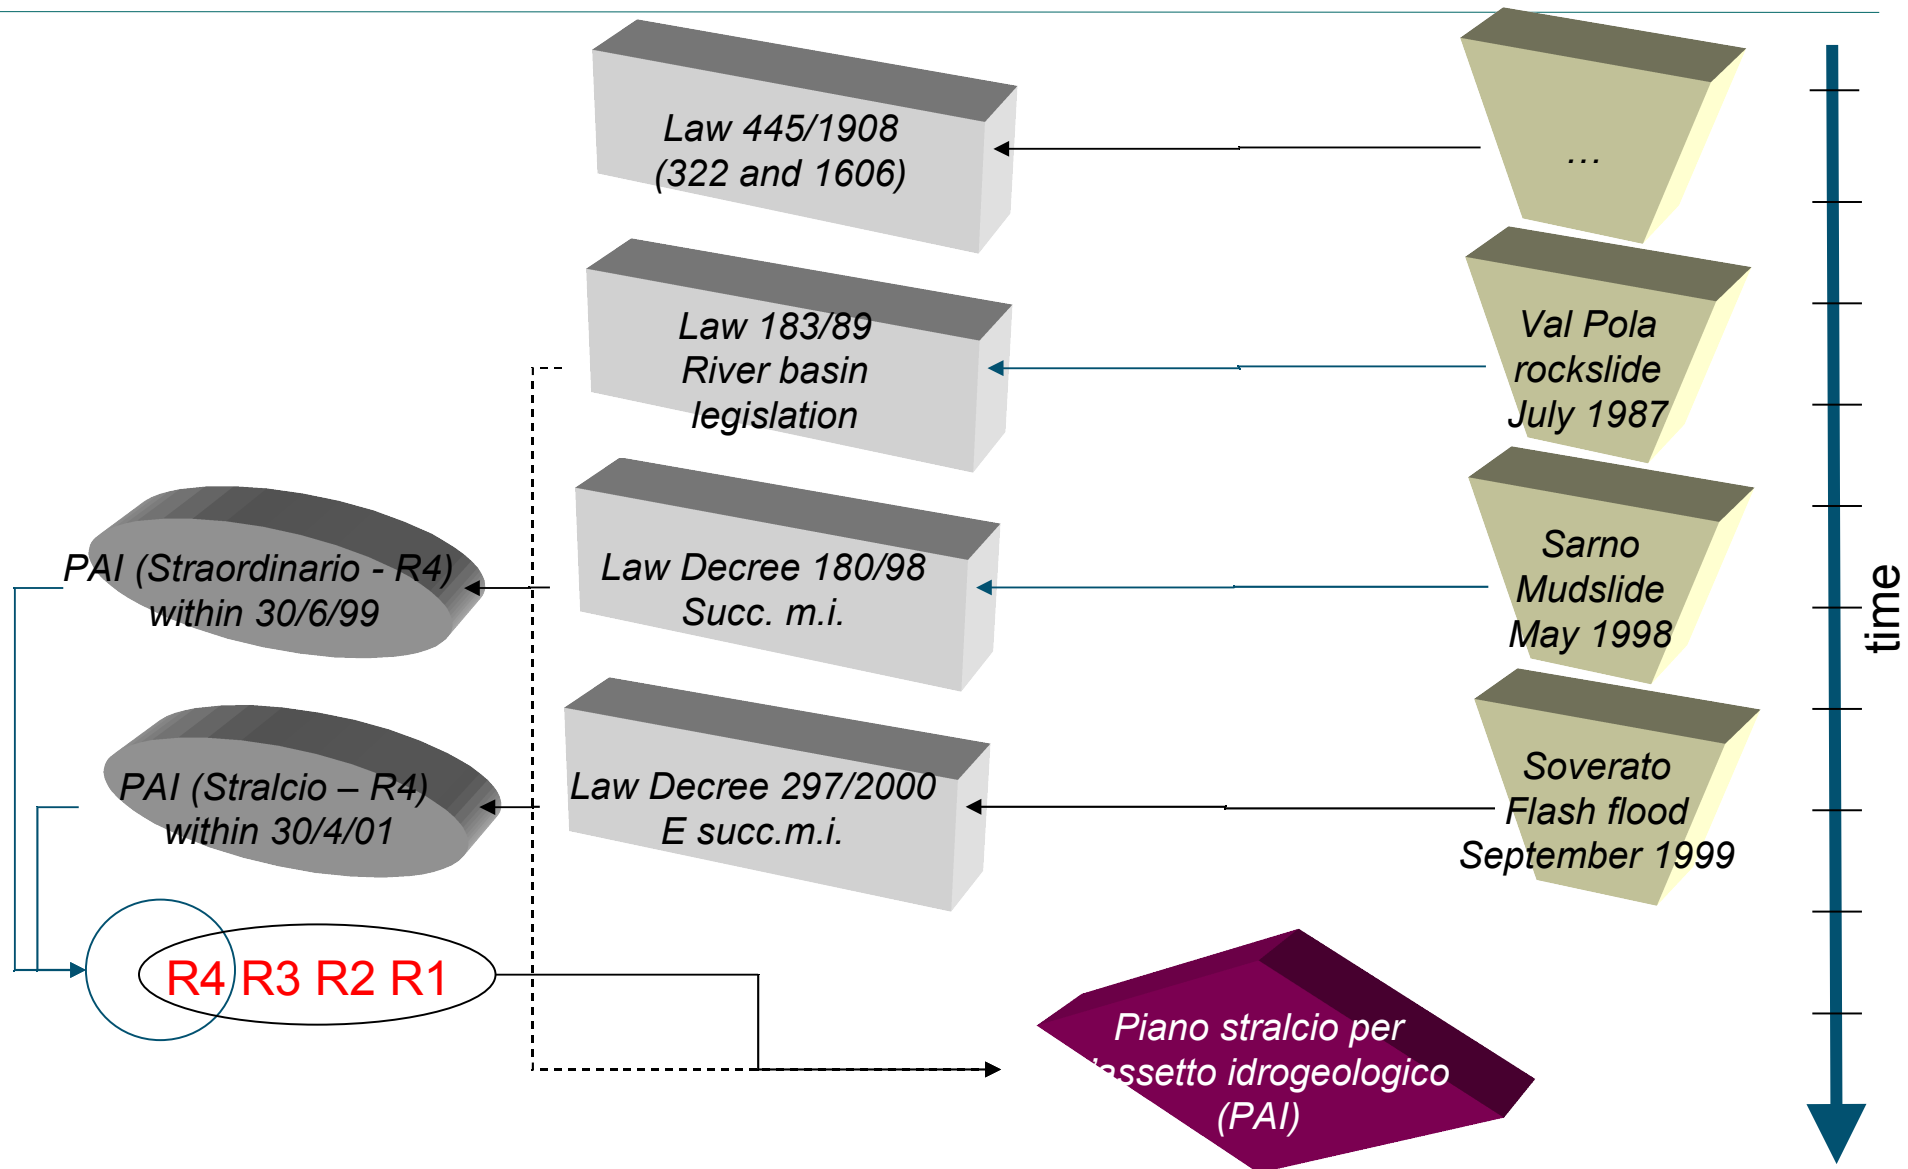 Law 445/1908
(322 and 1606)
…
Law 183/89
River basin
legislation
Val Pola
rockslide
July 1987
PAI (Straordinario - R4)
within 30/6/99
Law Decree 180/98
Succ. m.i.
Sarno
Mudslide
May 1998
time
PAI (Stralcio – R4)
within 30/4/01
Law Decree 297/2000
E succ.m.i.
Soverato
Flash flood
September 1999
R4 R3 R2 R1
Piano stralcio per
l'assetto idrogeologico
(PAI)